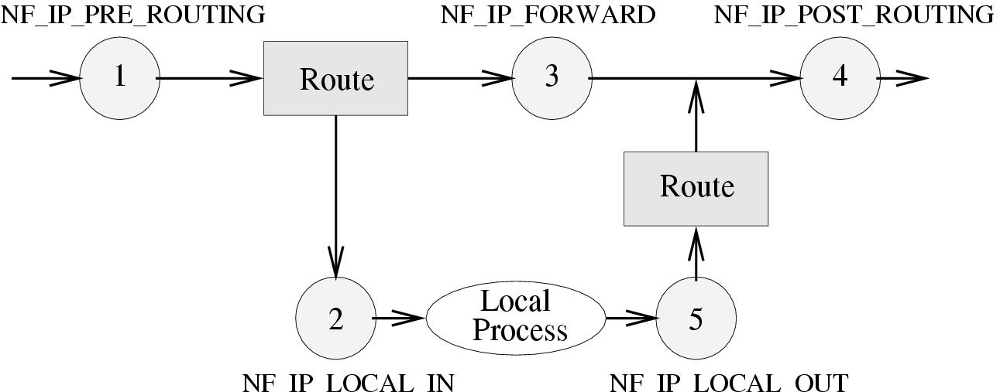 NF_IP_PRE_ROUTING
NF_IP_FORWARD
NF_IP_POST_ROUTING
1
Route
3
4
Route
2
Local
Process
5
NF_IP_LOCAL_IN
NF_IP_LOCAL_OUT